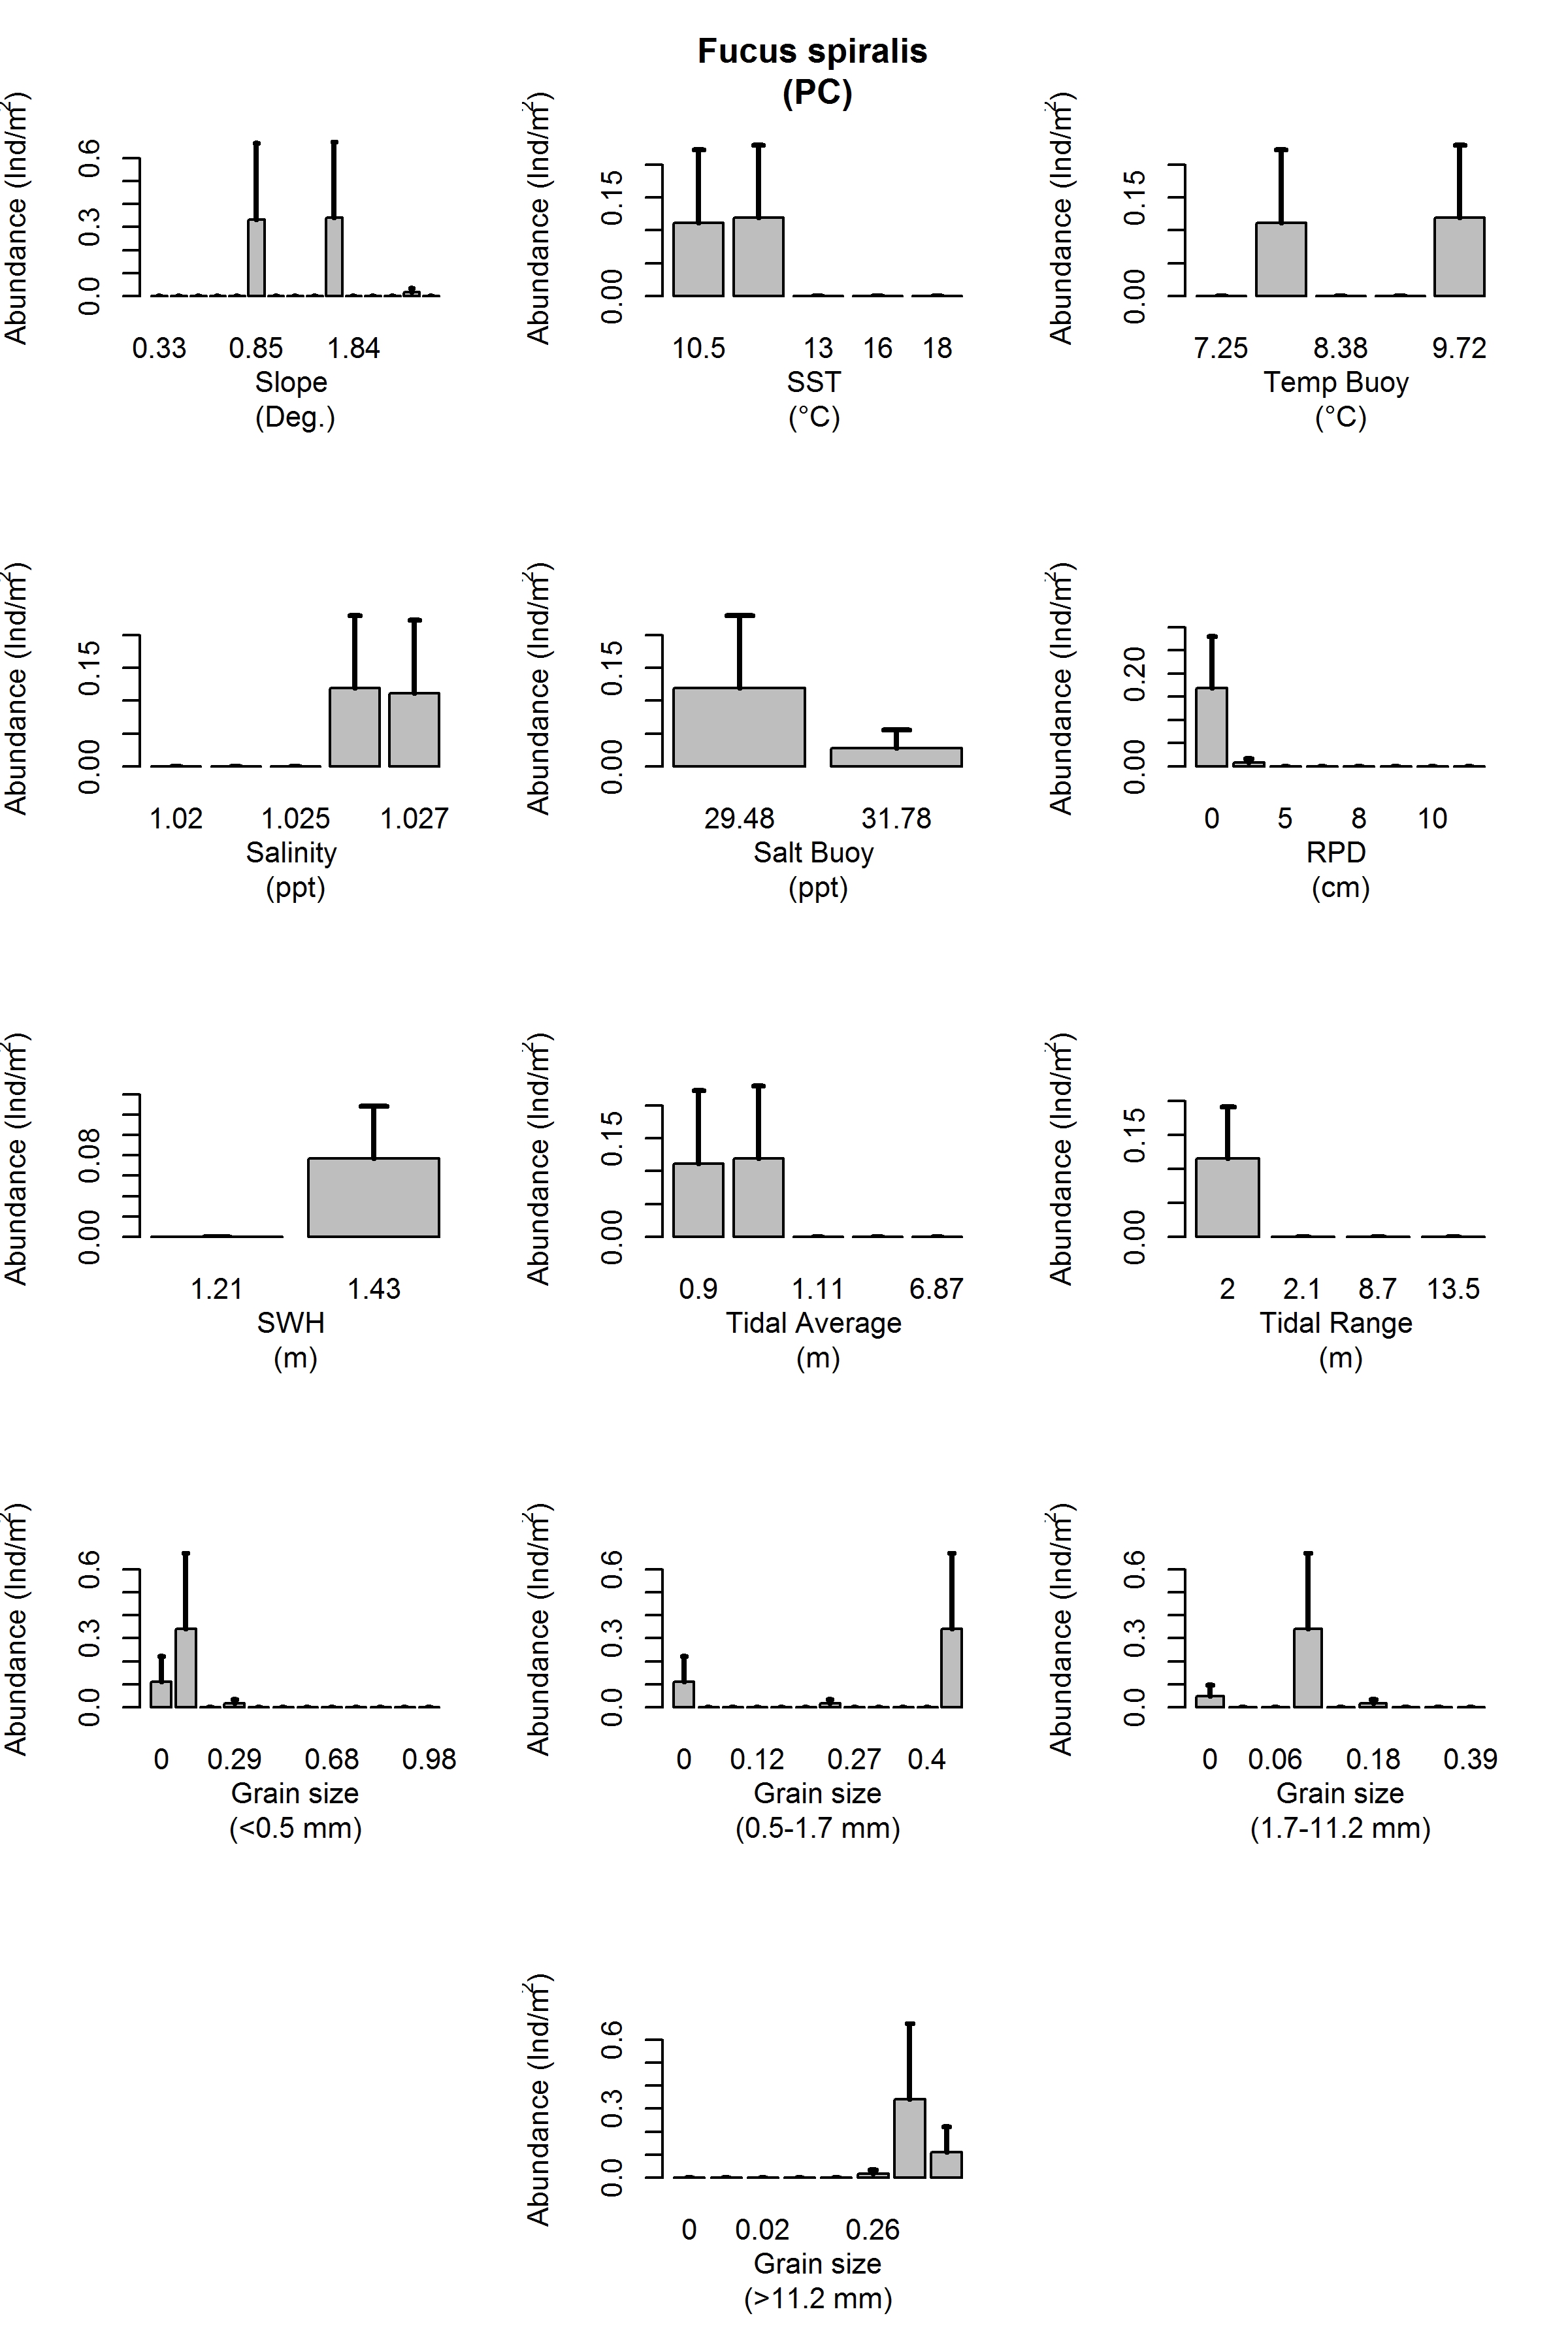 Fucus spiralis
(PC)
Abundance (Ind/m²)
0.0 0.3 0.6
0.33 0.85 1.84
Slope
(Deg.)
Abundance (Ind/m²)
0.00 0.15
10.5 13 16 18
SST
(°C)
Abundance (Ind/m²)
0.00 0.15
7.25 8.38 9.72
Temp Buoy
(°C)
Abundance (Ind/m²)
0.00 0.15
1.02 1.025 1.027
Salinity
(ppt)
Abundance (Ind/m²)
0.00 0.15
29.48 31.78
Salt Buoy
(ppt)
Abundance (Ind/m²)
0.00 0.20
0 5 8 10
RPD
(cm)
Abundance (Ind/m²)
0.00 0.08
1.21 1.43
SWH
(m)
Abundance (Ind/m²)
0.00 0.15
0.9 1.11 6.87
Tidal Average
(m)
Abundance (Ind/m²)
0.00 0.15
2 2.1 8.7 13.5
Tidal Range
(m)
Abundance (Ind/m²)
0.0 0.3 0.6
0 0.29 0.68 0.98
Grain size
(<0.5 mm)
Abundance (Ind/m²)
0.0 0.3 0.6
0 0.12 0.27 0.4
Grain size
(0.5-1.7 mm)
Abundance (Ind/m²)
0.0 0.3 0.6
0 0.06 0.18 0.39
Grain size
(1.7-11.2 mm)
Abundance (Ind/m²)
0.0 0.3 0.6
0 0.02 0.26
Grain size
(>11.2 mm)